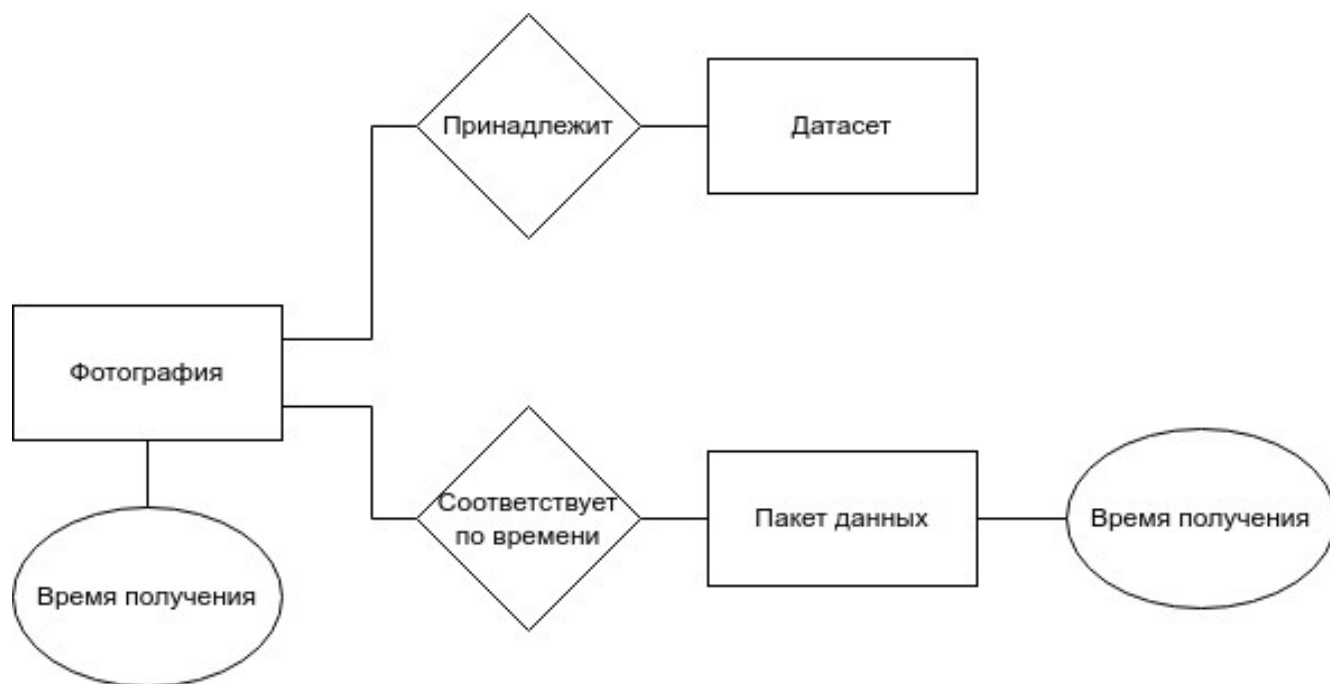 Принадлежит
Датасет
Фотография
Соответствует
по времени
Пакет данных
Время получения
Время получения